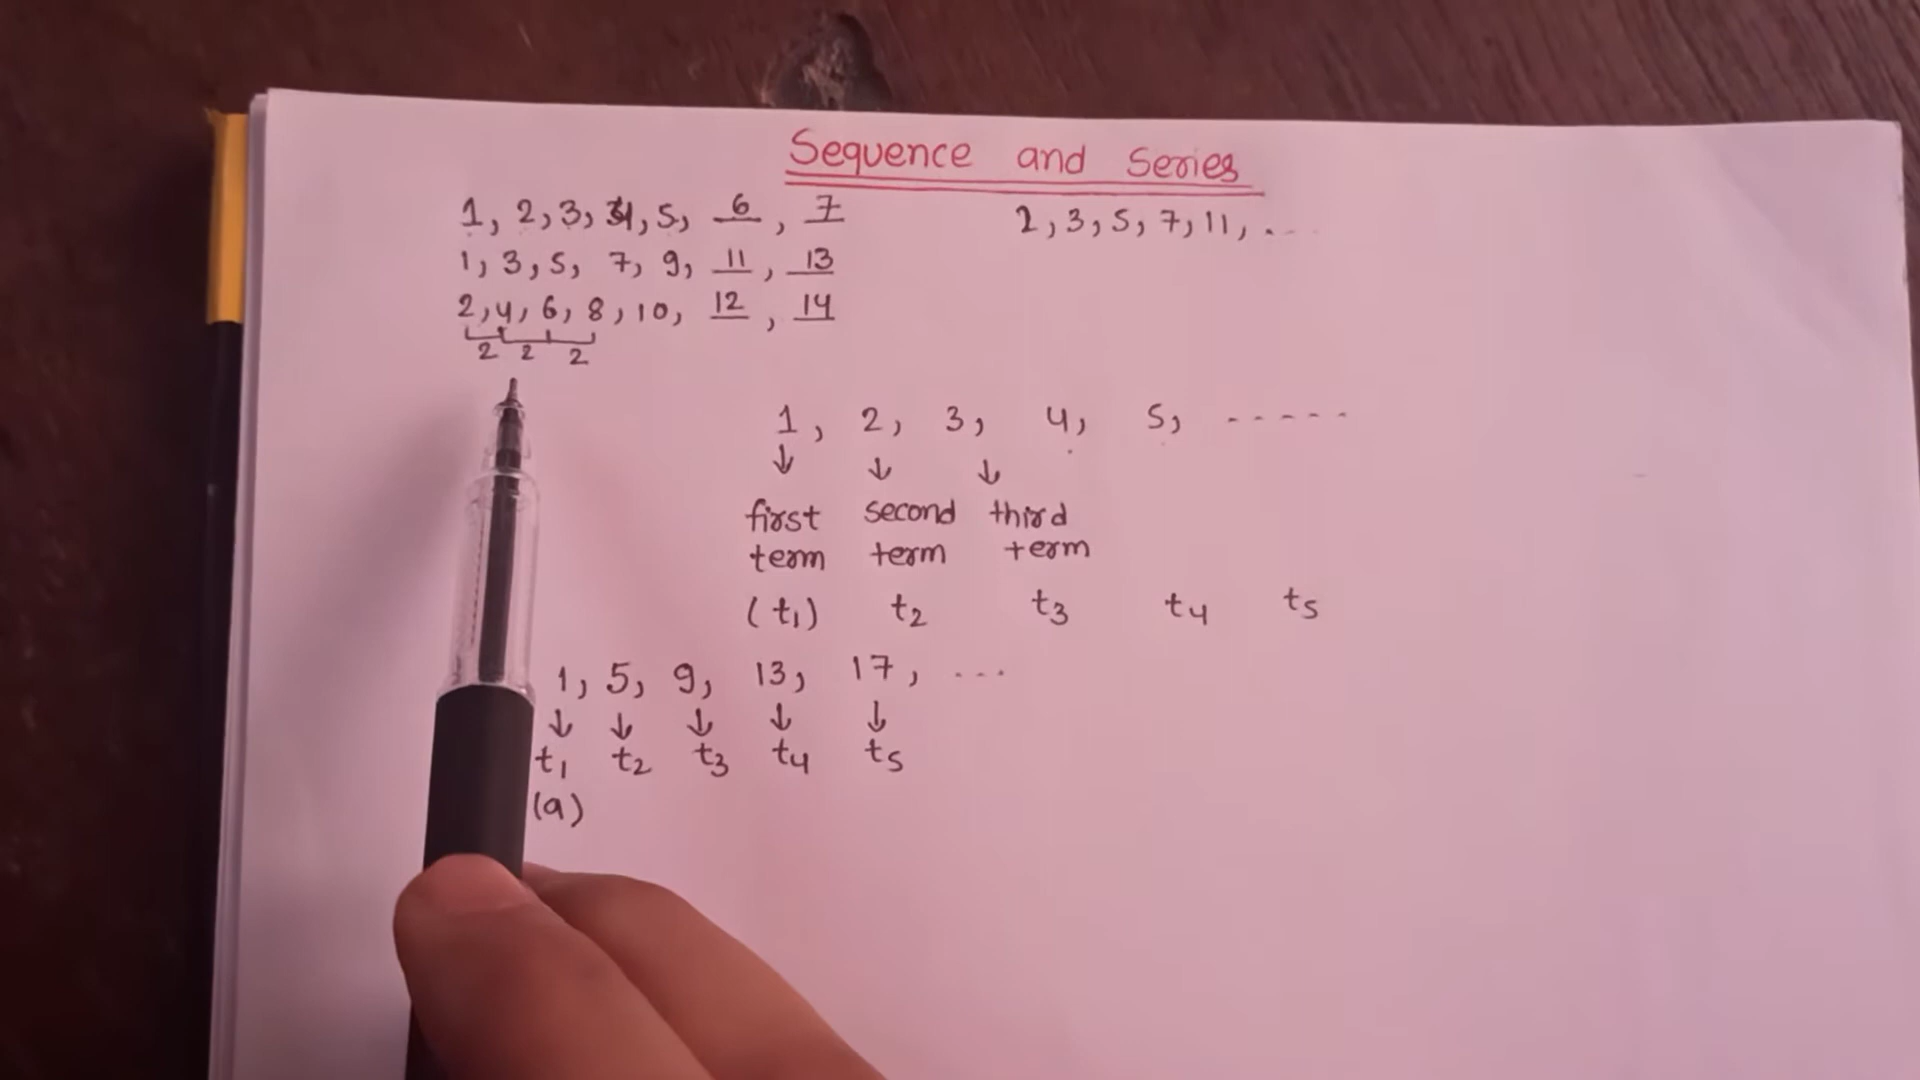 Sequence and Series
1, 2, 3, 4, 5, 6, 7
2, 3, 5, 7, 11, ....
1, 3, 5, 7, 9, 11, 13
2, 4, 6, 8, 10, 12, 14
2 2 2
1, 2, 3, 4, 5, -----
↓ ↓ ↓
first second third
term term term
(t1) t2 t3 t4 t5
1, 5, 9, 13, 17, ...
↓ ↓ ↓ ↓ ↓
t1 t2 t3 t4 t5
(a)